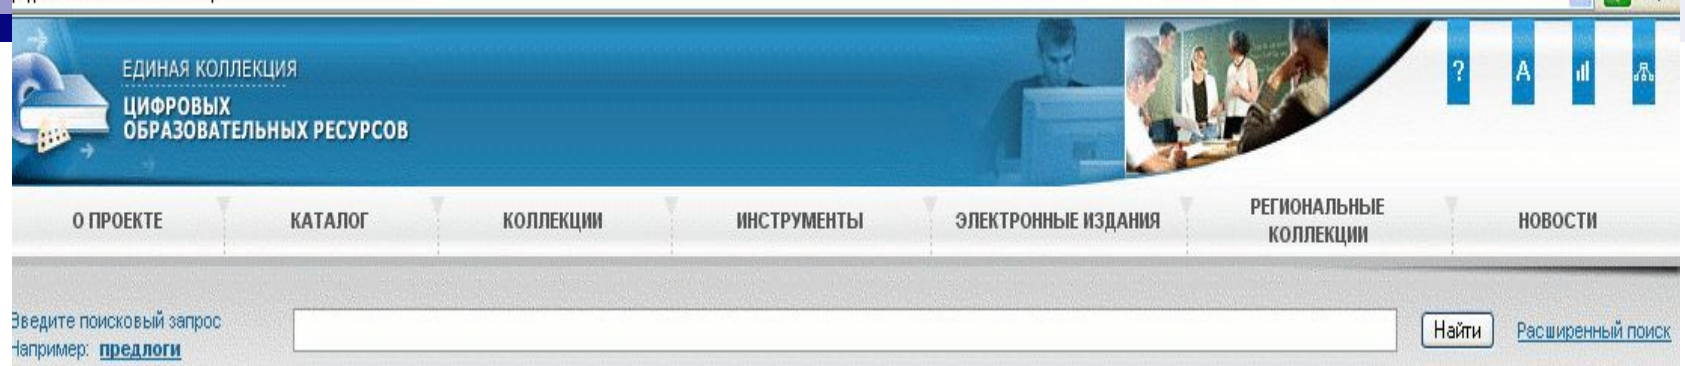 ЕДИНАЯ КОЛЛЕКЦИЯ
ЦИФРОВЫХ
ОБРАЗОВАТЕЛЬНЫХ РЕСУРСОВ
? A
О ПРОЕКТЕ КАТАЛОГ КОЛЛЕКЦИИ ИНСТРУМЕНТЫ ЭЛЕКТРОННЫЕ ИЗДАНИЯ РЕГИОНАЛЬНЫЕ КОЛЛЕКЦИИ НОВОСТИ
Введите поисковый запрос
Например: предлоги
Найти Расширенный поиск